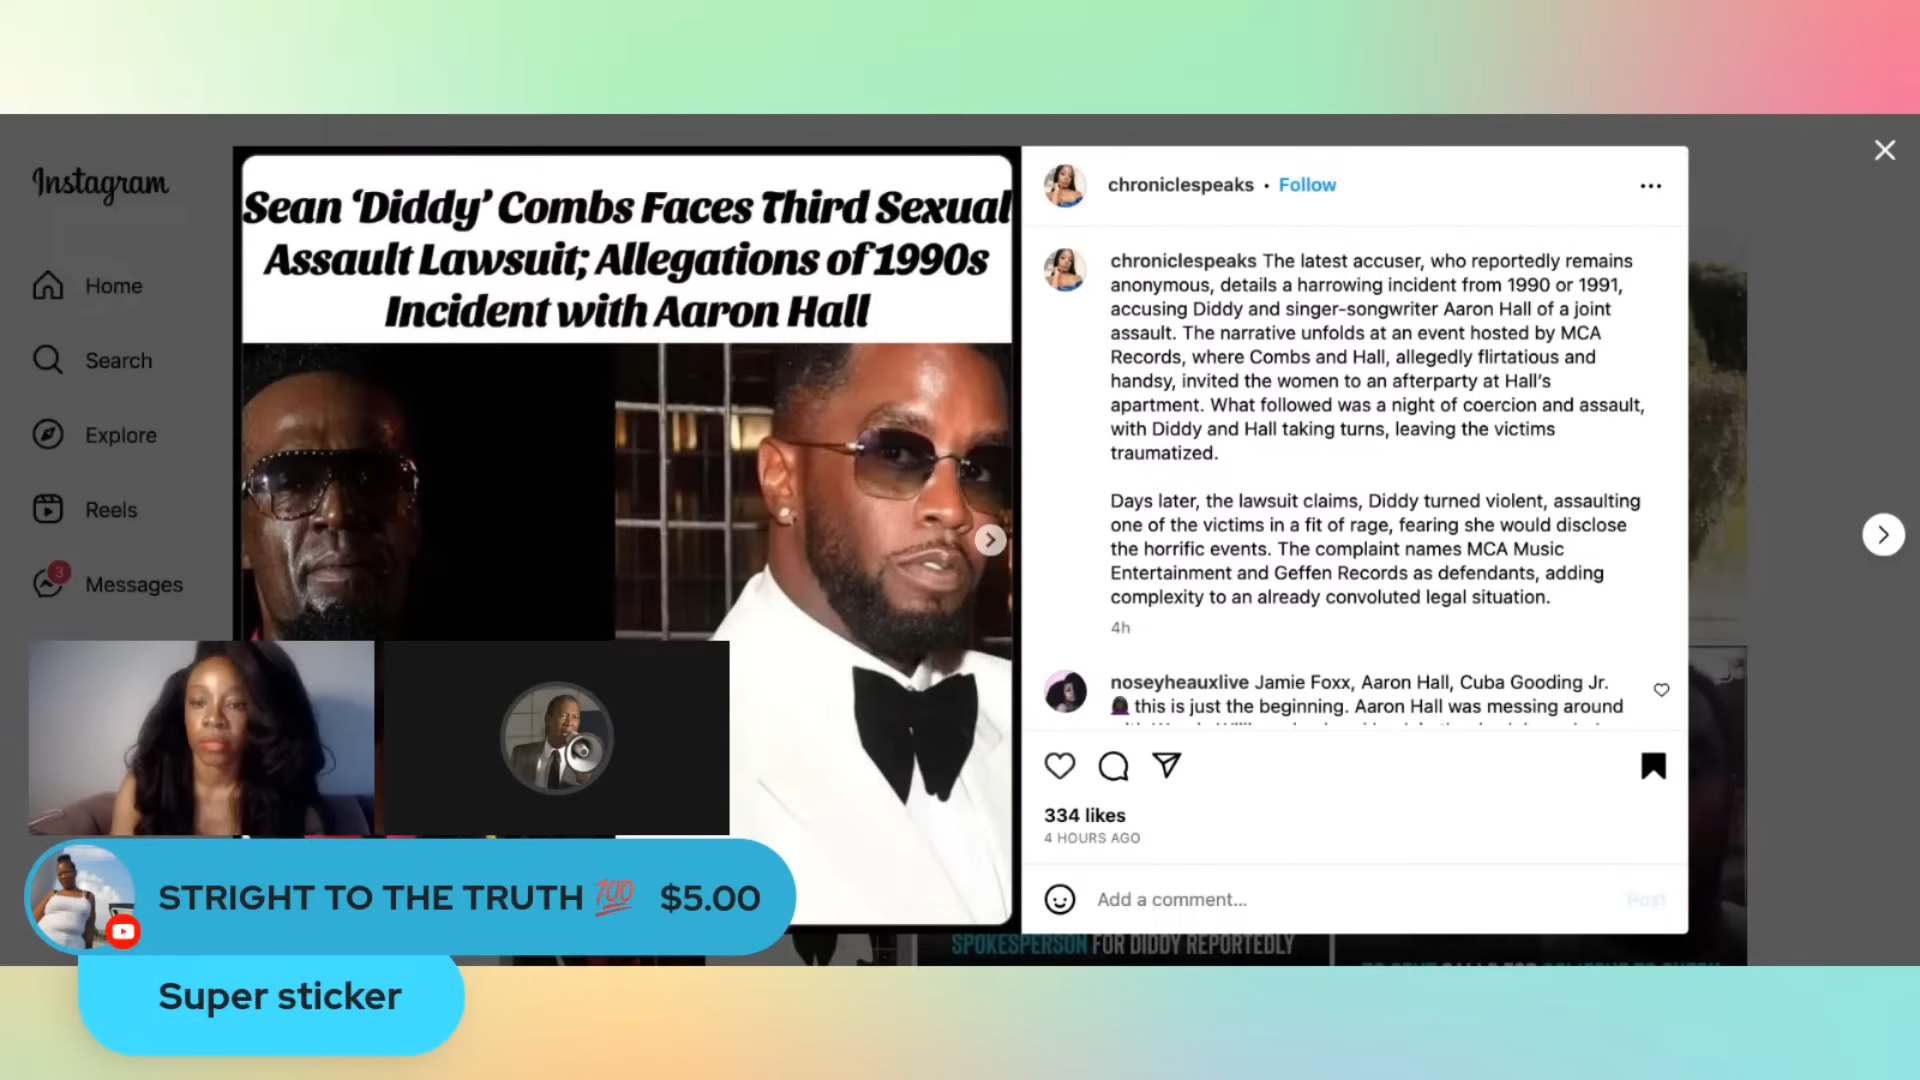 Instagram
Home
Search
Explore
Reels
3
Messages
Sean ‘Diddy’ Combs Faces Third Sexual
Assault Lawsuit; Allegations of 1990s
Incident with Aaron Hall
chroniclespeaks • Follow
chroniclespeaks The latest accuser, who reportedly remains
anonymous, details a harrowing incident from 1990 or 1991,
accusing Diddy and singer-songwriter Aaron Hall of a joint
assault. The narrative unfolds at an event hosted by MCA
Records, where Combs and Hall, allegedly flirtatious and
handsy, invited the women to an afterparty at Hall’s
apartment. What followed was a night of coercion and assault,
with Diddy and Hall taking turns, leaving the victims
traumatized.
Days later, the lawsuit claims, Diddy turned violent, assaulting
one of the victims in a fit of rage, fearing she would disclose
the horrific events. The complaint names MCA Music
Entertainment and Geffen Records as defendants, adding
complexity to an already convoluted legal situation.
4h
noseyheauxlive Jamie Foxx, Aaron Hall, Cuba Gooding Jr.
this is just the beginning. Aaron Hall was messing around
334 likes
4 HOURS AGO
Add a comment...
Post
SPOKESPERSON FOR DIDDY REPORTEDLY
STRIGHT TO THE TRUTH 💯 $5.00
Super sticker